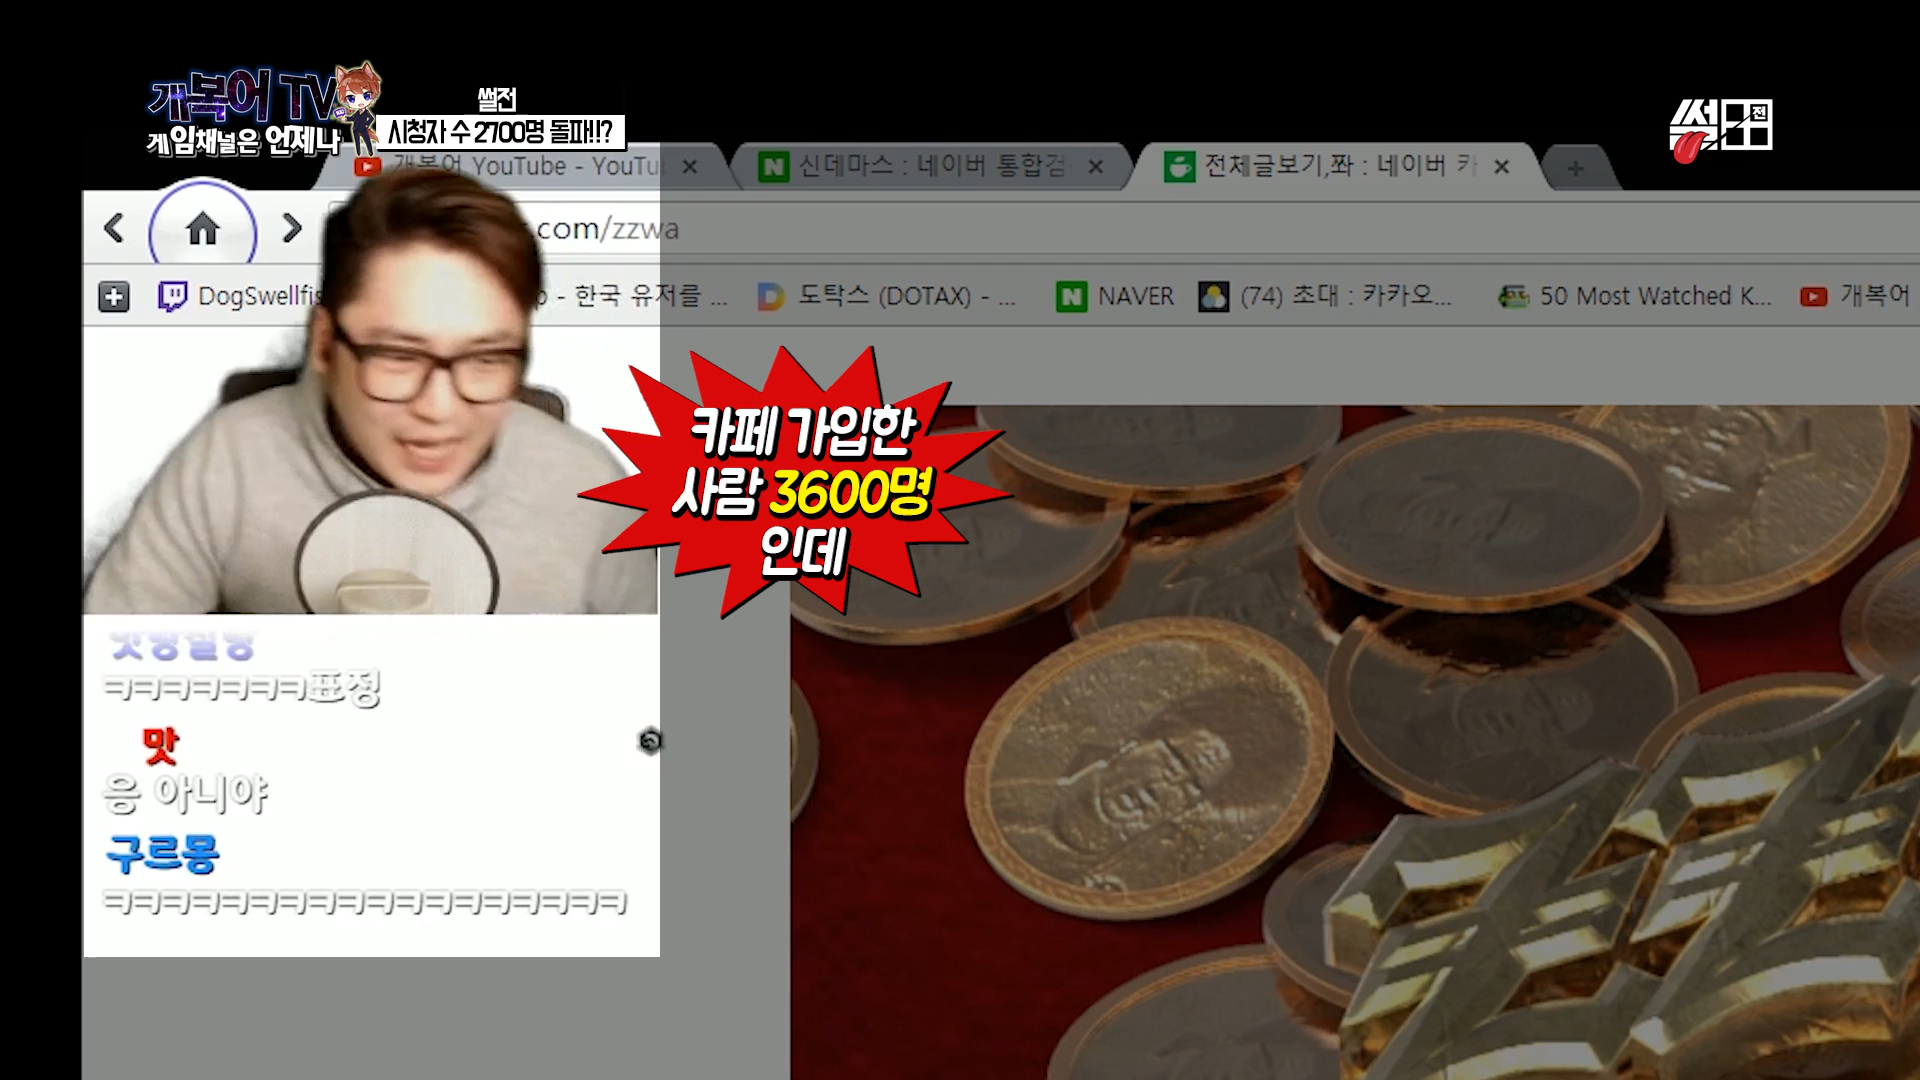 개복어 TV
게임채널은 언제나
썰전
시청자 수 2700명 돌파!!?
썰전
개복어 YouTube - YouTu
신데마스 : 네이버 통합검
전체글보기,쫘 : 네이버 카
.com/zzwa
DogSwellfis
- 한국 유저를 ...
도탁스 (DOTAX) - ...
NAVER
(74) 초대 : 카카오...
50 Most Watched K...
개복어
카페 가입한
사람 3600명
인데
ㅋㅋㅋㅋㅋㅋㅋ표정
맛
응 아니야
구르몽
ㅋㅋㅋㅋㅋㅋㅋㅋㅋㅋㅋㅋㅋㅋㅋㅋㅋㅋ